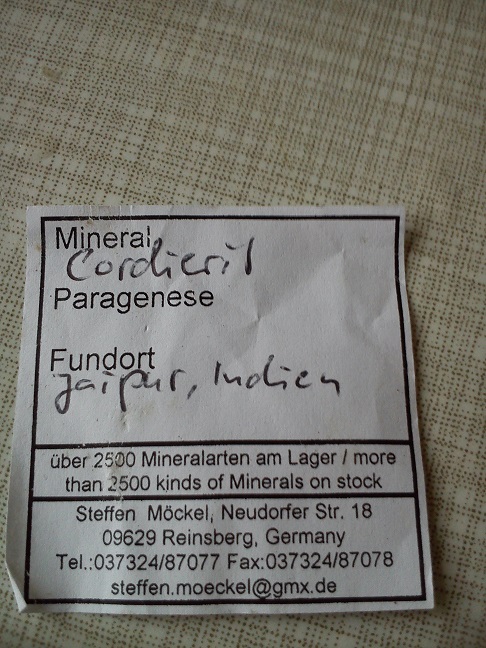 Mineral
Cordierit
Paragenese
Fundort
Jaipur, Indien
über 2500 Mineralarten am Lager / more
than 2500 kinds of Minerals on stock
Steffen Möckel, Neudorfer Str. 18
09629 Reinsberg, Germany
Tel.:037324/87077 Fax:037324/87078
steffen.moeckel@gmx.de